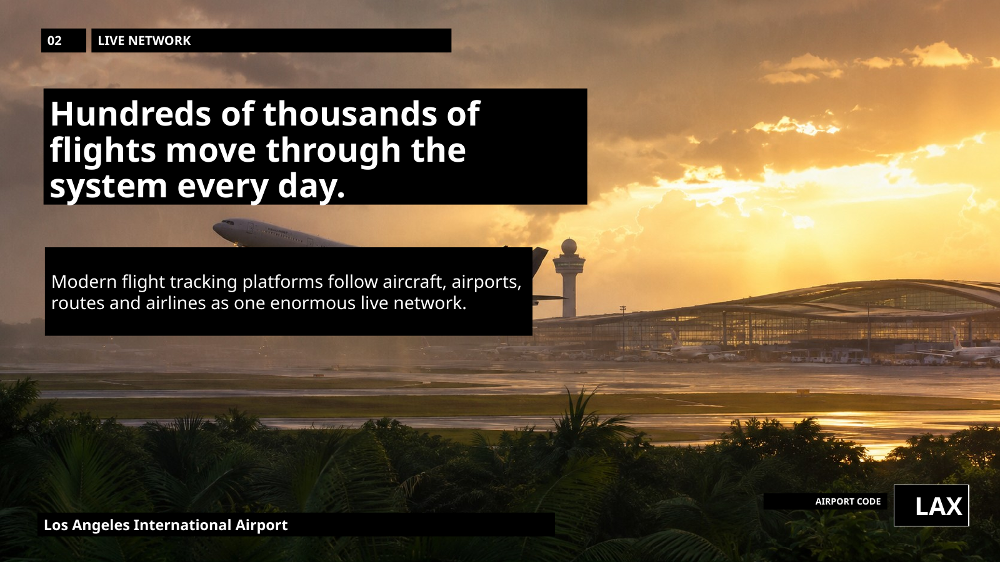 02
LIVE NETWORK
Hundreds of thousands of
flights move through the
system every day.
Modern flight tracking platforms follow aircraft, airports,
routes and airlines as one enormous live network.
AIRPORT CODE
LAX
Los Angeles International Airport